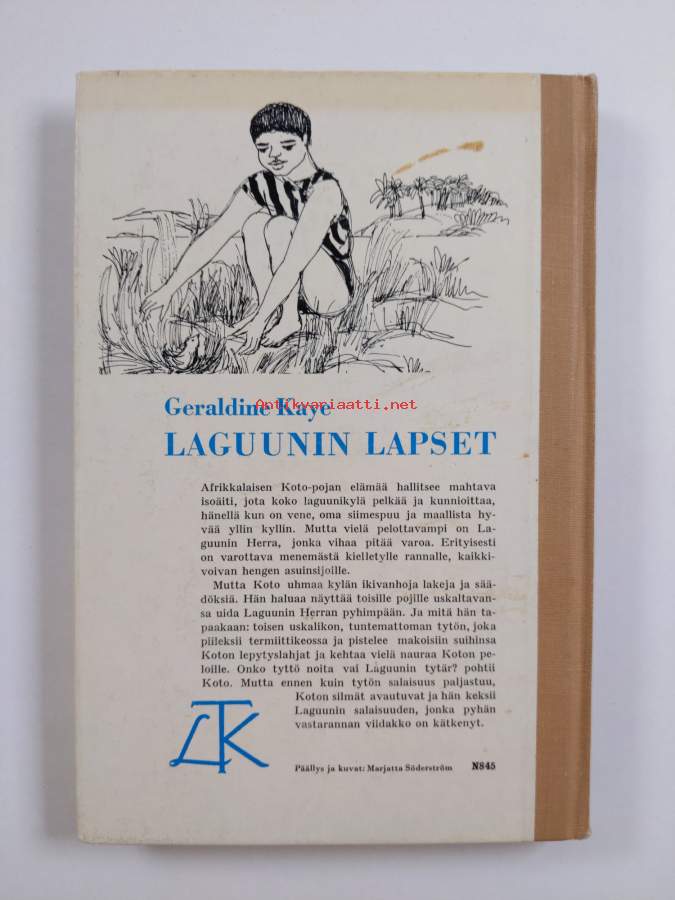 Geraldine Kaye
Antikvariaatti.net
LAGUUNIN LAPSET
Afrikkalaisen Koto-pojan elämää hallitsee mahtava
isoäiti, jota koko laguunikylä pelkää ja kunnioittaa,
hänellä kun on vene, oma siimespuu ja maallista hy-
vää yllin kyllin. Mutta vielä pelottavampi on La-
guunin Herra, jonka vihaa pitää varoa. Erityisesti
on varottava menemästä kielletylle rannalle, kaikki-
voivan hengen asuinsijoille.
Mutta Koto uhmaa kylän ikivanhoja lakeja ja sää-
döksiä. Hän haluaa näyttää toisille pojille uskaltavan-
sa uida Laguunin Herran pyhimpään. Ja mitä hän ta-
paakaan: toisen uskalikon, tuntemattoman tytön, joka
piileksii termiittikeossa ja pistelee makoisiin suihinsa
Koton lepytyslahjat ja kehtaa vielä nauraa Koton pe-
loille. Onko tyttö noita vai Laguunin tytär? pohtii
Koto. Mutta ennen kuin tytön salaisuus paljastuu,
Koton silmät avautuvat ja hän keksii
Laguunin salaisuuden, jonka pyhän
vastarannan viidakko on kätkenyt.
LTK
Päällys ja kuvat: Marjatta Söderström N845